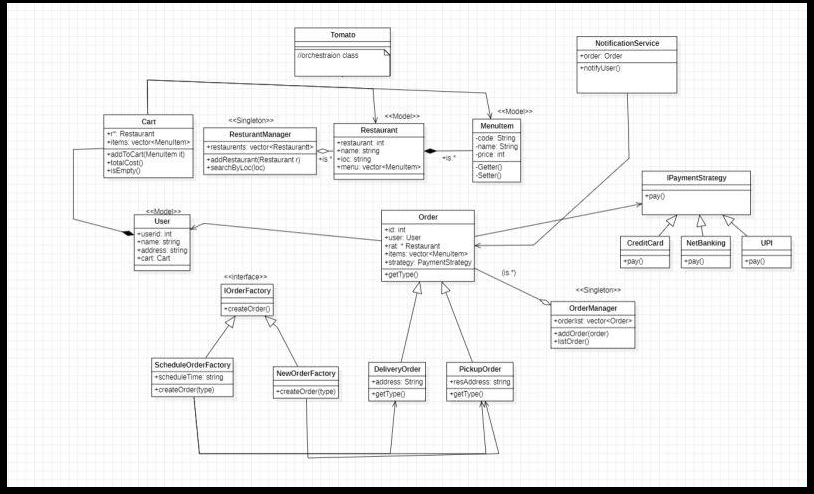 Tomato
//orchestraion class
NotificationService
+order: Order
+notifyUser()
Cart
+r*: Restaurant
+items: vector<MenuItem>
+addToCart(MenuItem it)
+totalCost()
+isEmpty()
<<Singleton>>
ResturantManager
+restaurents: vector<Restaurant!>
+addRestaurant(Restaurant r)
+searchByLoc(loc)
+is *
<<Model>>
Restaurant
+restaurant: int
+name: string
+loc: string
+menu: vector<MenuItem>
+is *
<<Model>>
MenuItem
-code: String
-name: String
-price: int
-Getter()
-Setter()
IPaymentStrategy
+pay()
CreditCard
+pay()
NetBanking
+pay()
UPI
+pay()
<<Model>>
User
+userid: int
+name: string
+address: string
+cart: Cart
Order
+id: int
+user: User
+rat: * Restaurant
+items: vector<MenuItem>
+strategy: PaymentStrategy
+getType()
(is *)
<<Singleton>>
OrderManager
+orderlist: vector<Order>
+addOrder(order)
+listOrder()
<<interface>>
IOrderFactory
+createOrder()
ScheduleOrderFactory
+scheduleTime: string
+createOrder(type)
NewOrderFactory
+createOrder(type)
DeliveryOrder
+address: String
+getType()
PickupOrder
+resAddress: string
+getType()